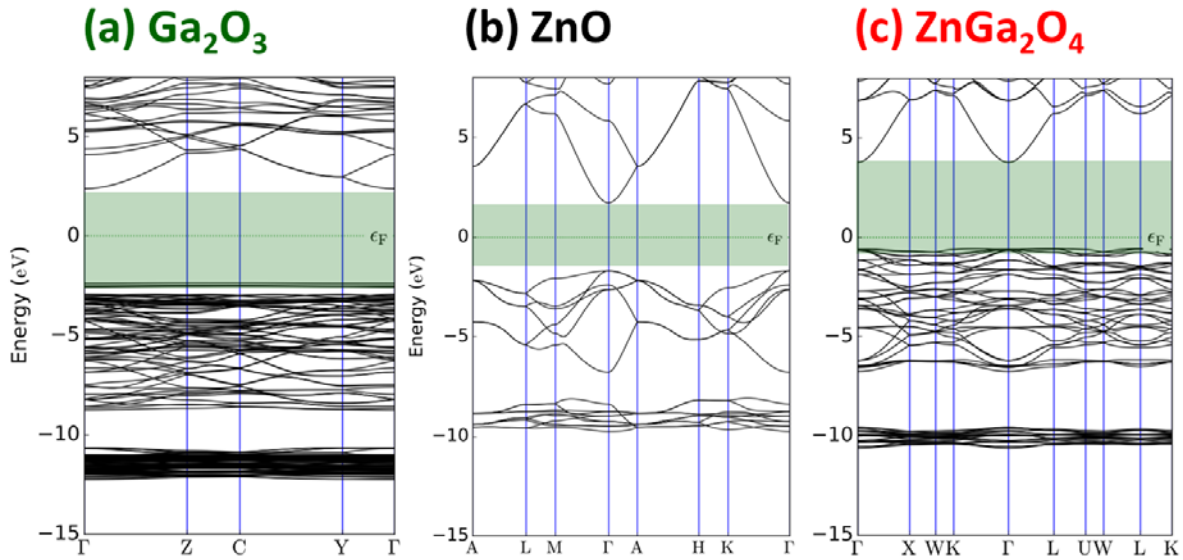 (a) Ga₂O₃
(b) ZnO
(c) ZnGa₂O₄
Energy (eV)
5
0
−5
−10
−15
ϵF
Γ Z C Y Γ
Energy (eV)
5
0
−5
−10
−15
ϵF
A L M Γ A H K Γ
5
0
−5
−10
−15
ϵF
Γ X W K Γ L U W L K